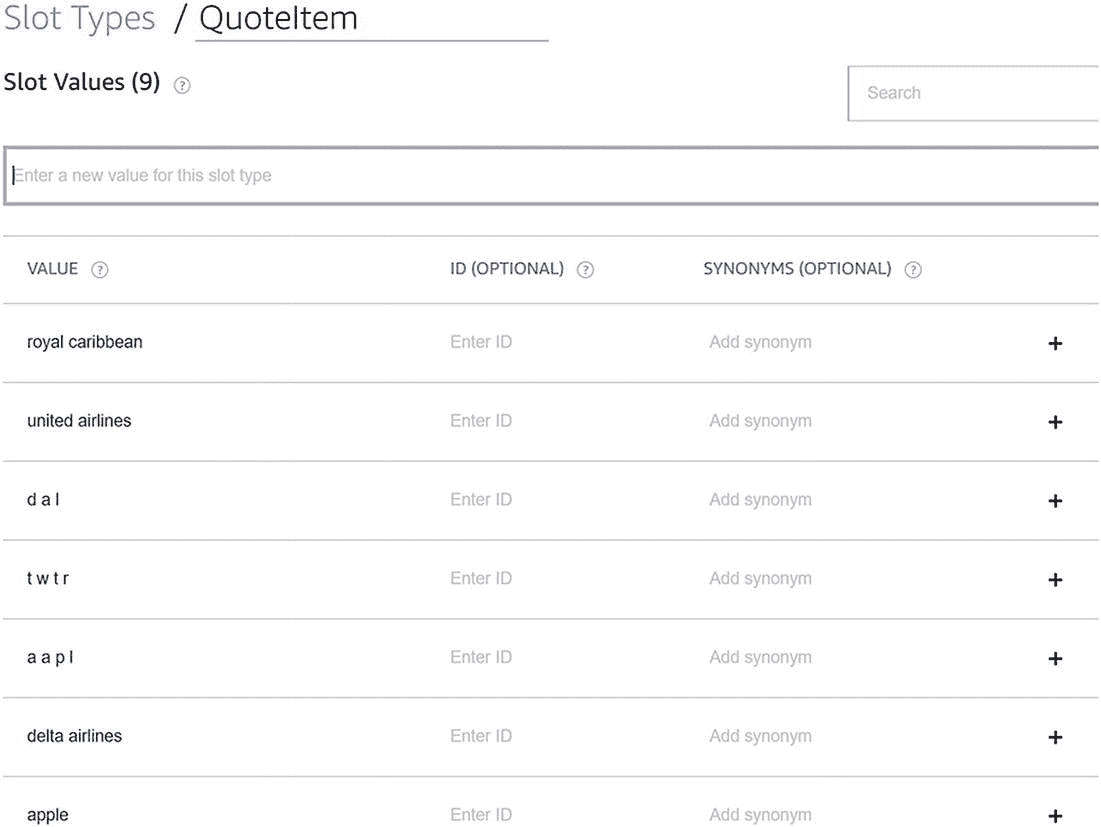 Slot Types / QuoteItem
Slot Values (9) ?
Search
Enter a new value for this slot type
VALUE ? ID (OPTIONAL) ? SYNONYMS (OPTIONAL) ?
royal caribbean Enter ID Add synonym +
united airlines Enter ID Add synonym +
d a l Enter ID Add synonym +
t w t r Enter ID Add synonym +
a a p l Enter ID Add synonym +
delta airlines Enter ID Add synonym +
apple Enter ID Add synonym +